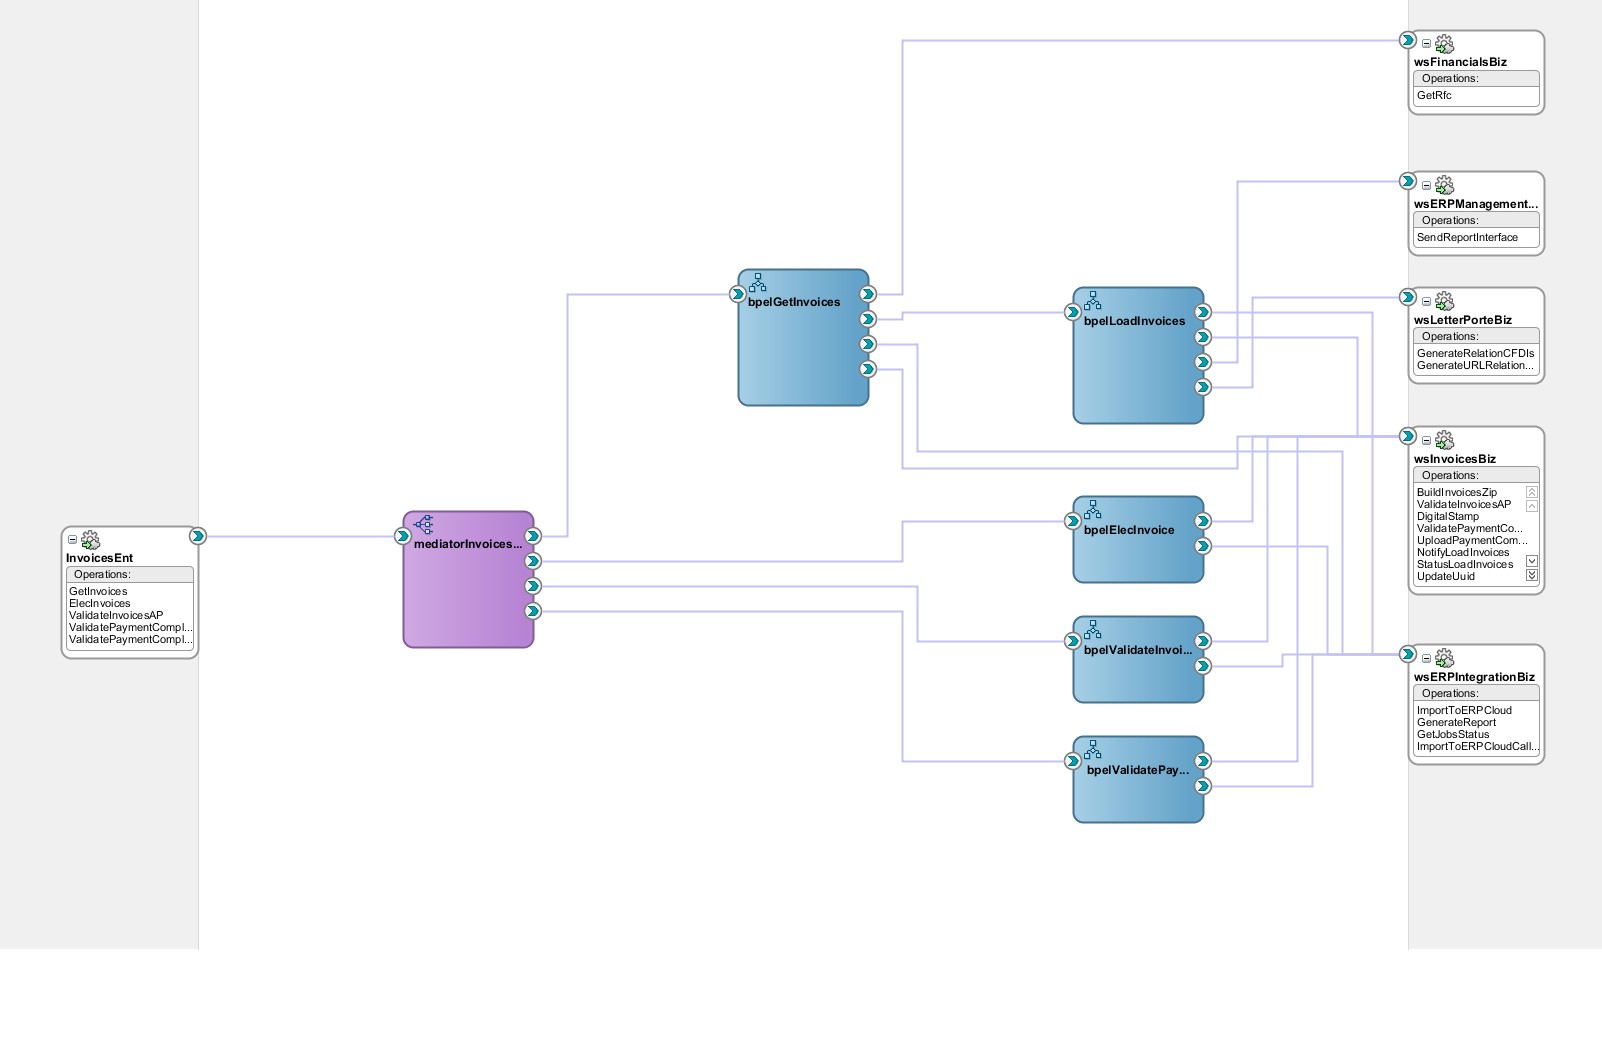 wsFinancialsBiz
Operations:
GetRfc
wsERPManagement...
Operations:
SendReportInterface
bpelGetInvoices
bpelLoadInvoices
wsLetterPorteBiz
Operations:
GenerateRelationCFDIs
GenerateURLRelation...
wsInvoicesBiz
Operations:
BuildInvoicesZip
ValidateInvoicesAP
DigitalStamp
ValidatePaymentCo...
UploadPaymentCom...
NotifyLoadInvoices
StatusLoadInvoices
UpdateUuid
InvoicesEnt
Operations:
GetInvoices
ElecInvoices
ValidateInvoicesAP
ValidatePaymentCompl...
ValidatePaymentCompl...
mediatorInvoices...
bpelElecInvoice
bpelValidateInvoi...
bpelValidatePay...
wsERPIntegrationBiz
Operations:
ImportToERPCloud
GenerateReport
GetJobsStatus
ImportToERPCloudCall...